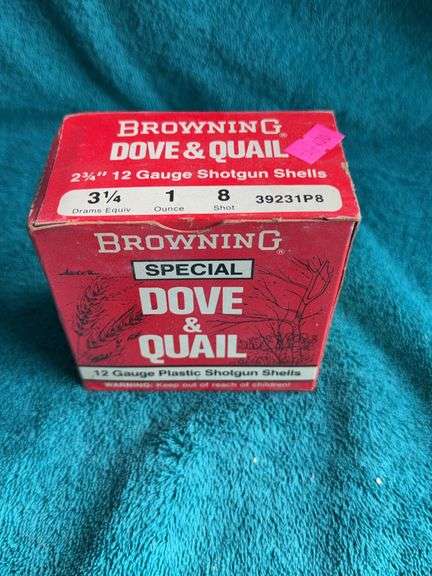 BROWNING®
DOVE & QUAIL
2¾" 12 Gauge Shotgun Shells
3¼ 1 8 39231P8
Drams Equiv Ounce Shot
BROWNING®
SPECIAL
DOVE
&
QUAIL
12 Gauge Plastic Shotgun Shells
WARNING: Keep out of reach of children!